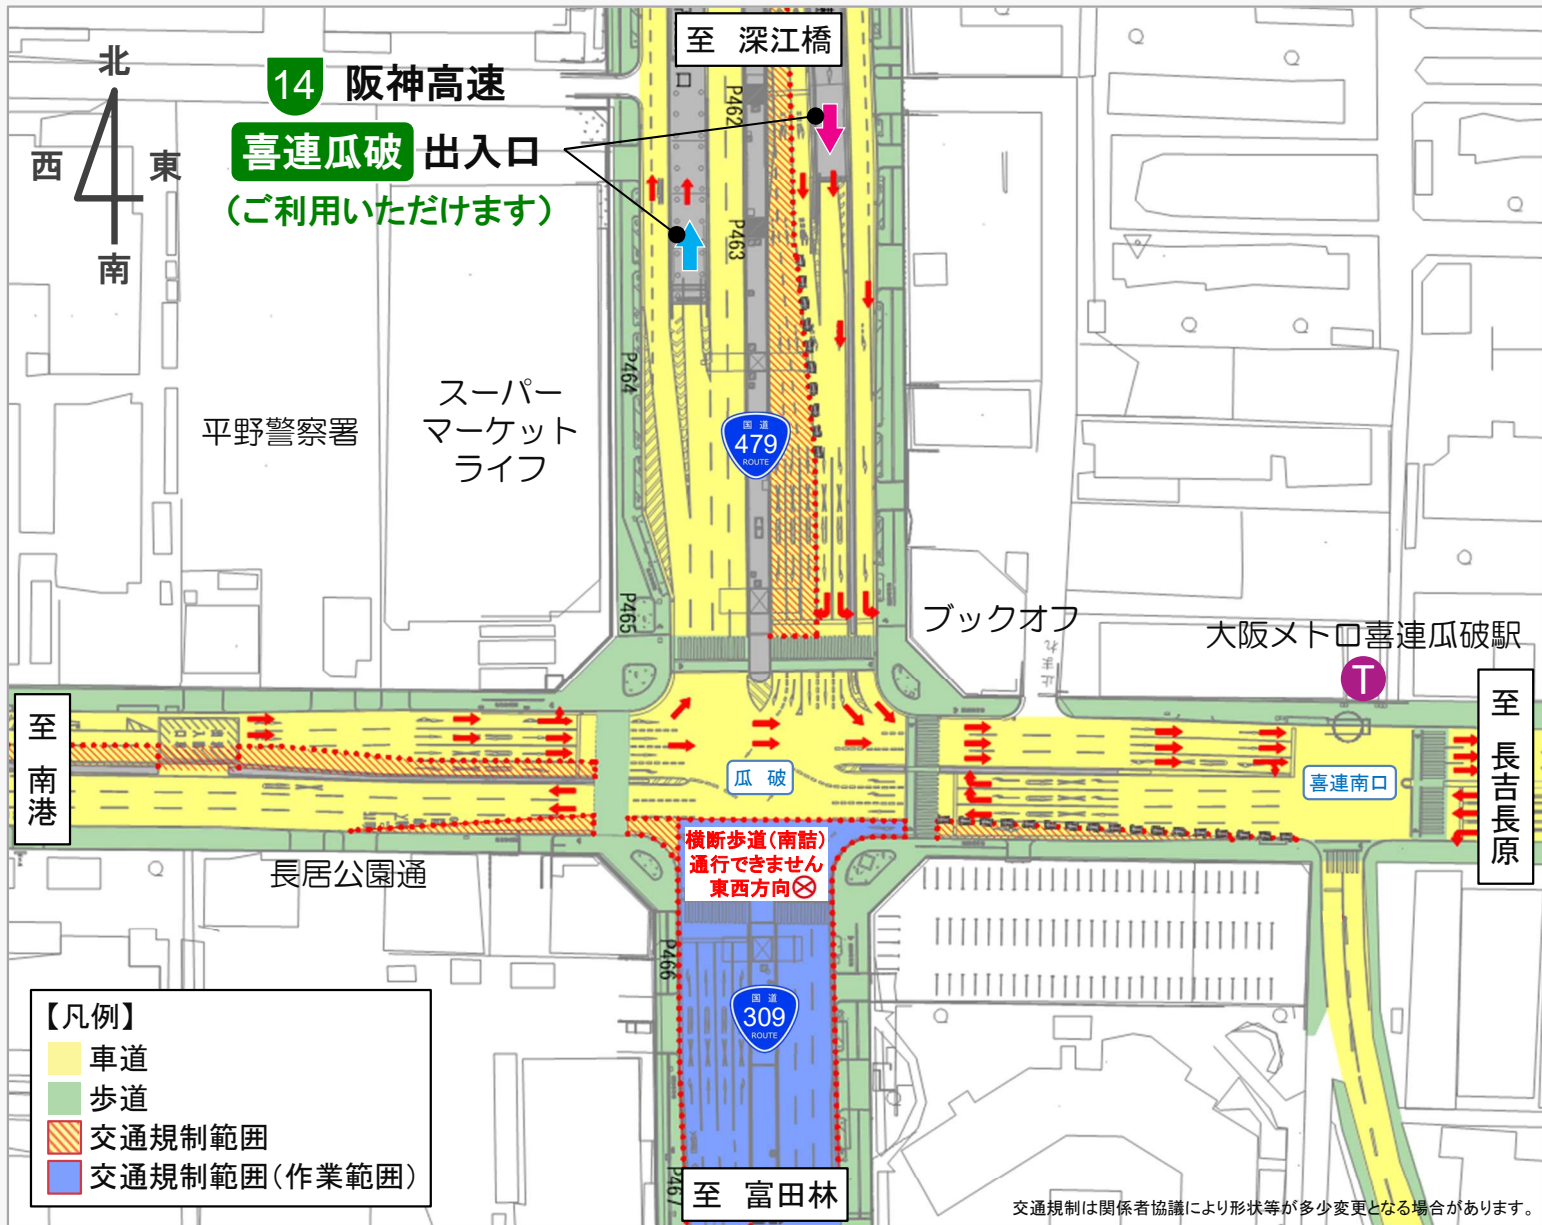 至 深江橋
北
西 東
南
14 阪神高速
喜連瓜破 出入口
（ご利用いただけます）
P462
P463
P464
P465
平野警察署
スーパー
マーケット
ライフ
国道
479
ROUTE
ブックオフ
止まれ
大阪メトロ喜連瓜破駅
T
至 南港
瓜 破
喜連南口
至 長吉長原
長居公園通
横断歩道（南詰）
通行できません
東西方向⊗
P466
国道
309
ROUTE
P467
至 富田林
【凡例】
車道
歩道
交通規制範囲
交通規制範囲（作業範囲）
交通規制は関係者協議により形状等が多少変更となる場合があります。